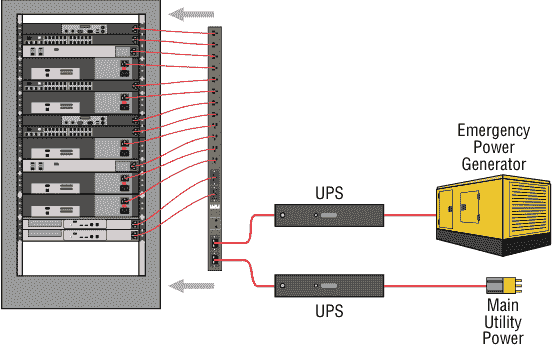 Emergency
Power
Generator
UPS
UPS
Main
Utility
Power